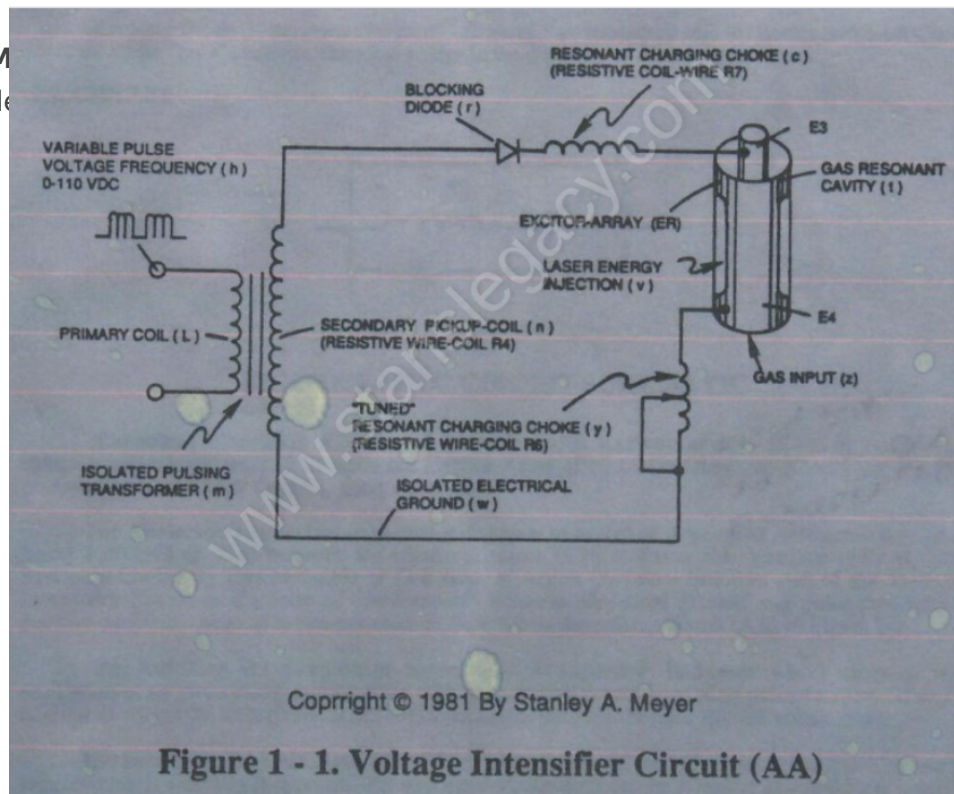 M
RESONANT CHARGING CHOKE ( c )
(RESISTIVE COIL-WIRE R7)
BLOCKING
DIODE ( r )
E3
VARIABLE PULSE
VOLTAGE FREQUENCY ( h )
0-110 VDC
GAS RESONANT
CAVITY ( t )
EXCITOR-ARRAY (ER)
LASER ENERGY
INJECTION ( v )
PRIMARY COIL ( L )
SECONDARY PICKUP-COIL ( n )
(RESISTIVE WIRE-COIL R4)
E4
GAS INPUT (z)
"TUNED"
RESONANT CHARGING CHOKE ( y )
(RESISTIVE WIRE-COIL R6)
ISOLATED PULSING
TRANSFORMER ( m )
ISOLATED ELECTRICAL
GROUND ( w )
www.stanslegacy.com
Coprright © 1981 By Stanley A. Meyer
Figure 1 - 1. Voltage Intensifier Circuit (AA)